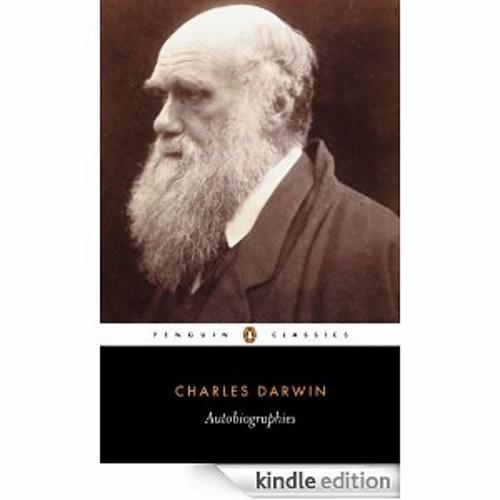 PENGUIN CLASSICS
CHARLES DARWIN
Autobiographies
kindle edition